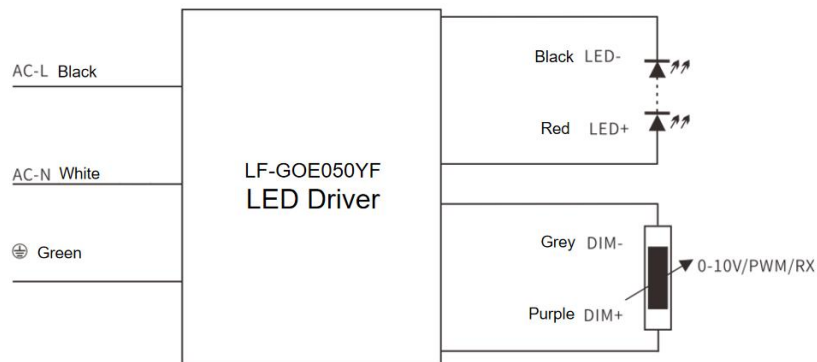 AC-L Black
AC-N White
Green
LF-GOE050YF
LED Driver
Black LED-
Red LED+
Grey DIM-
Purple DIM+
0-10V/PWM/RX